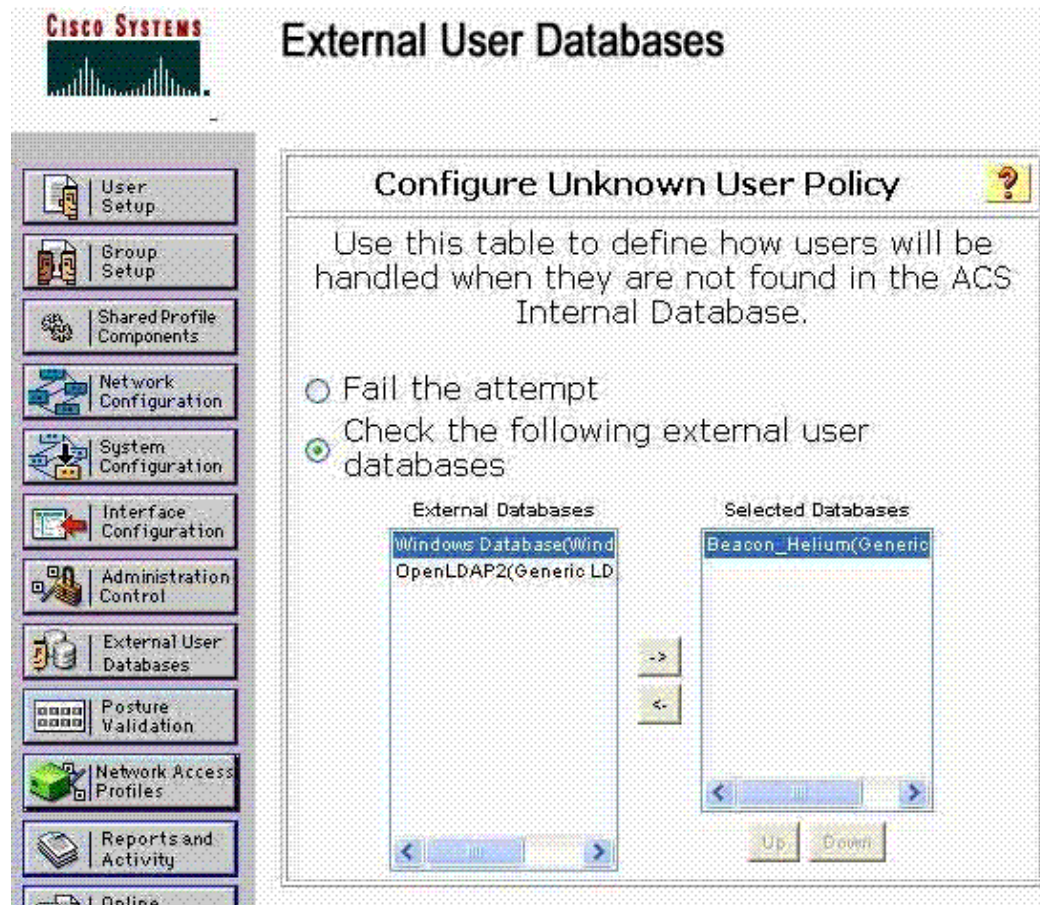 CISCO SYSTEMS
External User Databases
User
Setup
Group
Setup
Shared Profile
Components
Network
Configuration
System
Configuration
Interface
Configuration
Administration
Control
External User
Databases
Posture
Validation
Network Access
Profiles
Reports and
Activity
Online
Configure Unknown User Policy
?
Use this table to define how users will be
handled when they are not found in the ACS
Internal Database.
Fail the attempt
Check the following external user
databases
External Databases
Windows Database(Wind
OpenLDAP2(Generic LD
->
<-
Selected Databases
Beacon_Helium(Generic
Up
Down